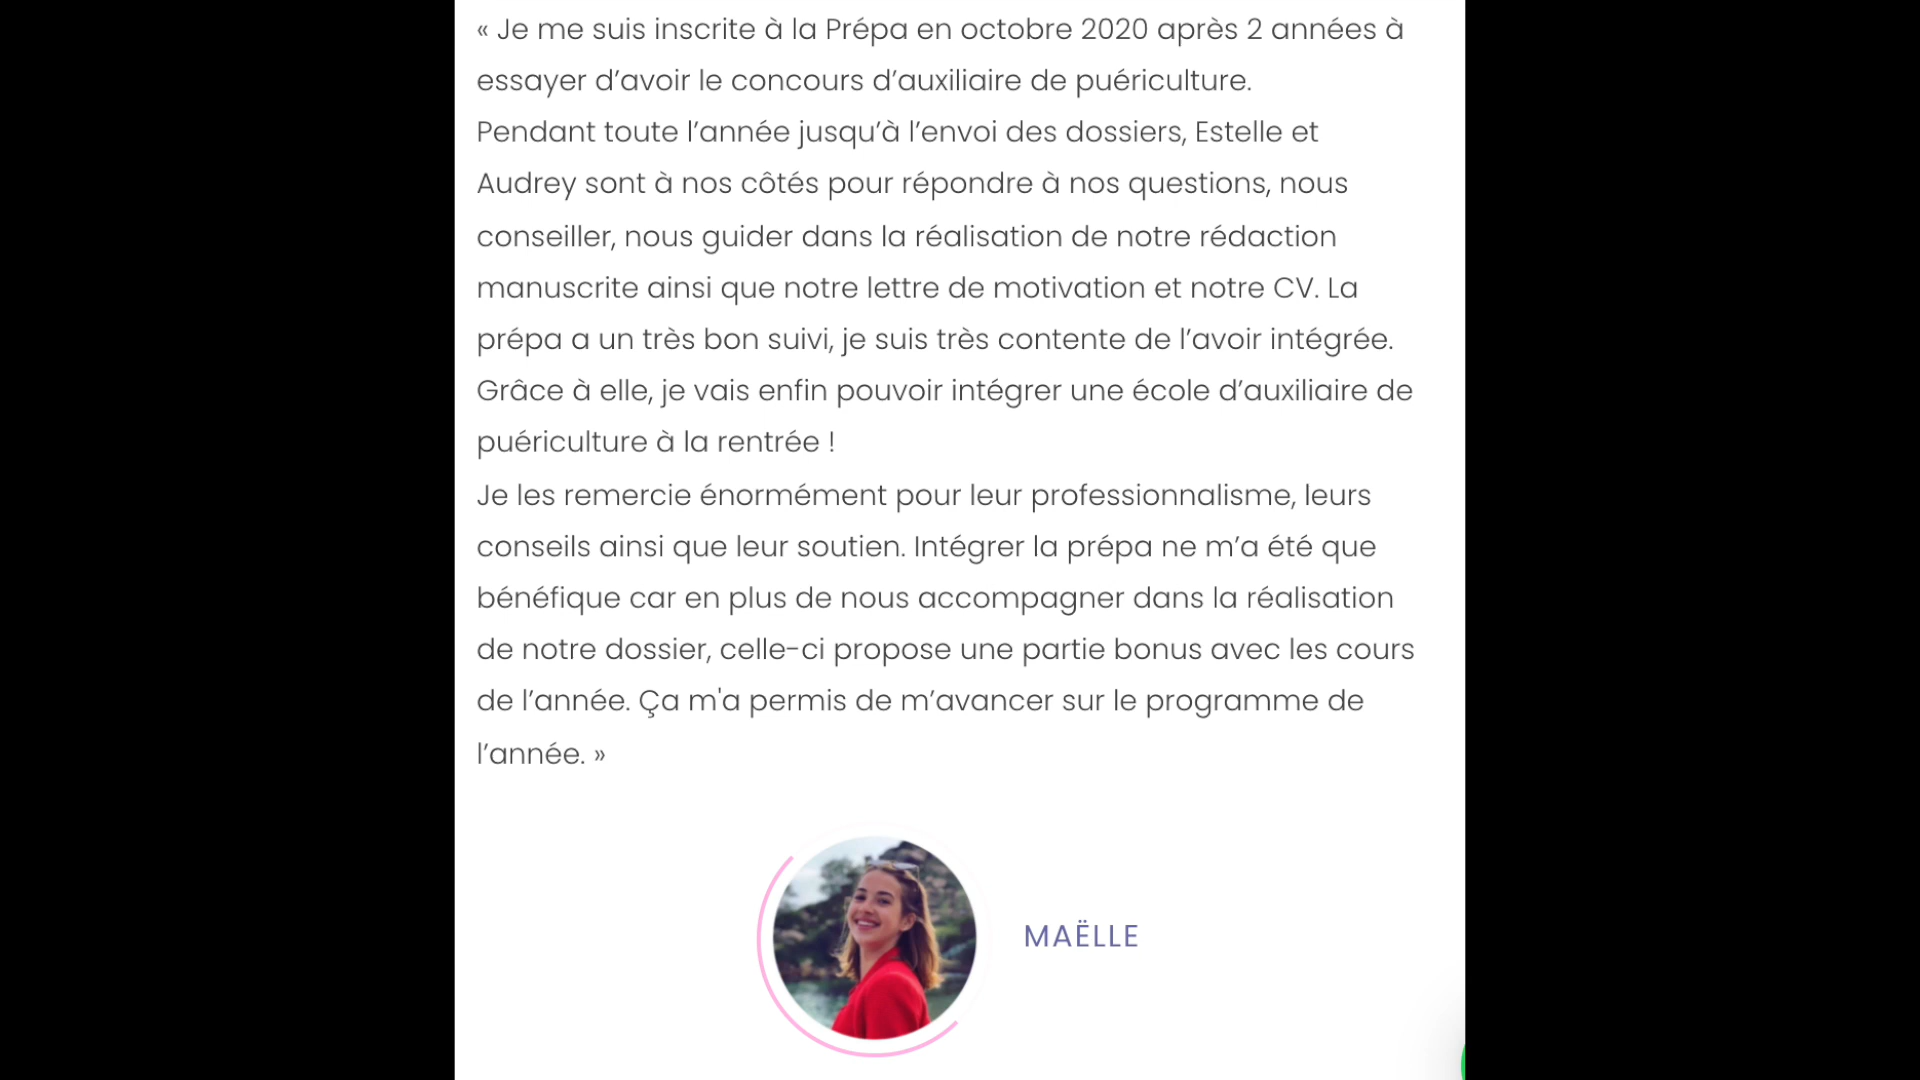 « Je me suis inscrite à la Prépa en octobre 2020 après 2 années à
essayer d’avoir le concours d’auxiliaire de puériculture.
Pendant toute l’année jusqu’à l’envoi des dossiers, Estelle et
Audrey sont à nos côtés pour répondre à nos questions, nous
conseiller, nous guider dans la réalisation de notre rédaction
manuscrite ainsi que notre lettre de motivation et notre CV. La
prépa a un très bon suivi, je suis très contente de l’avoir intégrée.
Grâce à elle, je vais enfin pouvoir intégrer une école d’auxiliaire de
puériculture à la rentrée !
Je les remercie énormément pour leur professionnalisme, leurs
conseils ainsi que leur soutien. Intégrer la prépa ne m’a été que
bénéfique car en plus de nous accompagner dans la réalisation
de notre dossier, celle-ci propose une partie bonus avec les cours
de l’année. Ça m'a permis de m’avancer sur le programme de
l’année. »
MAËLLE